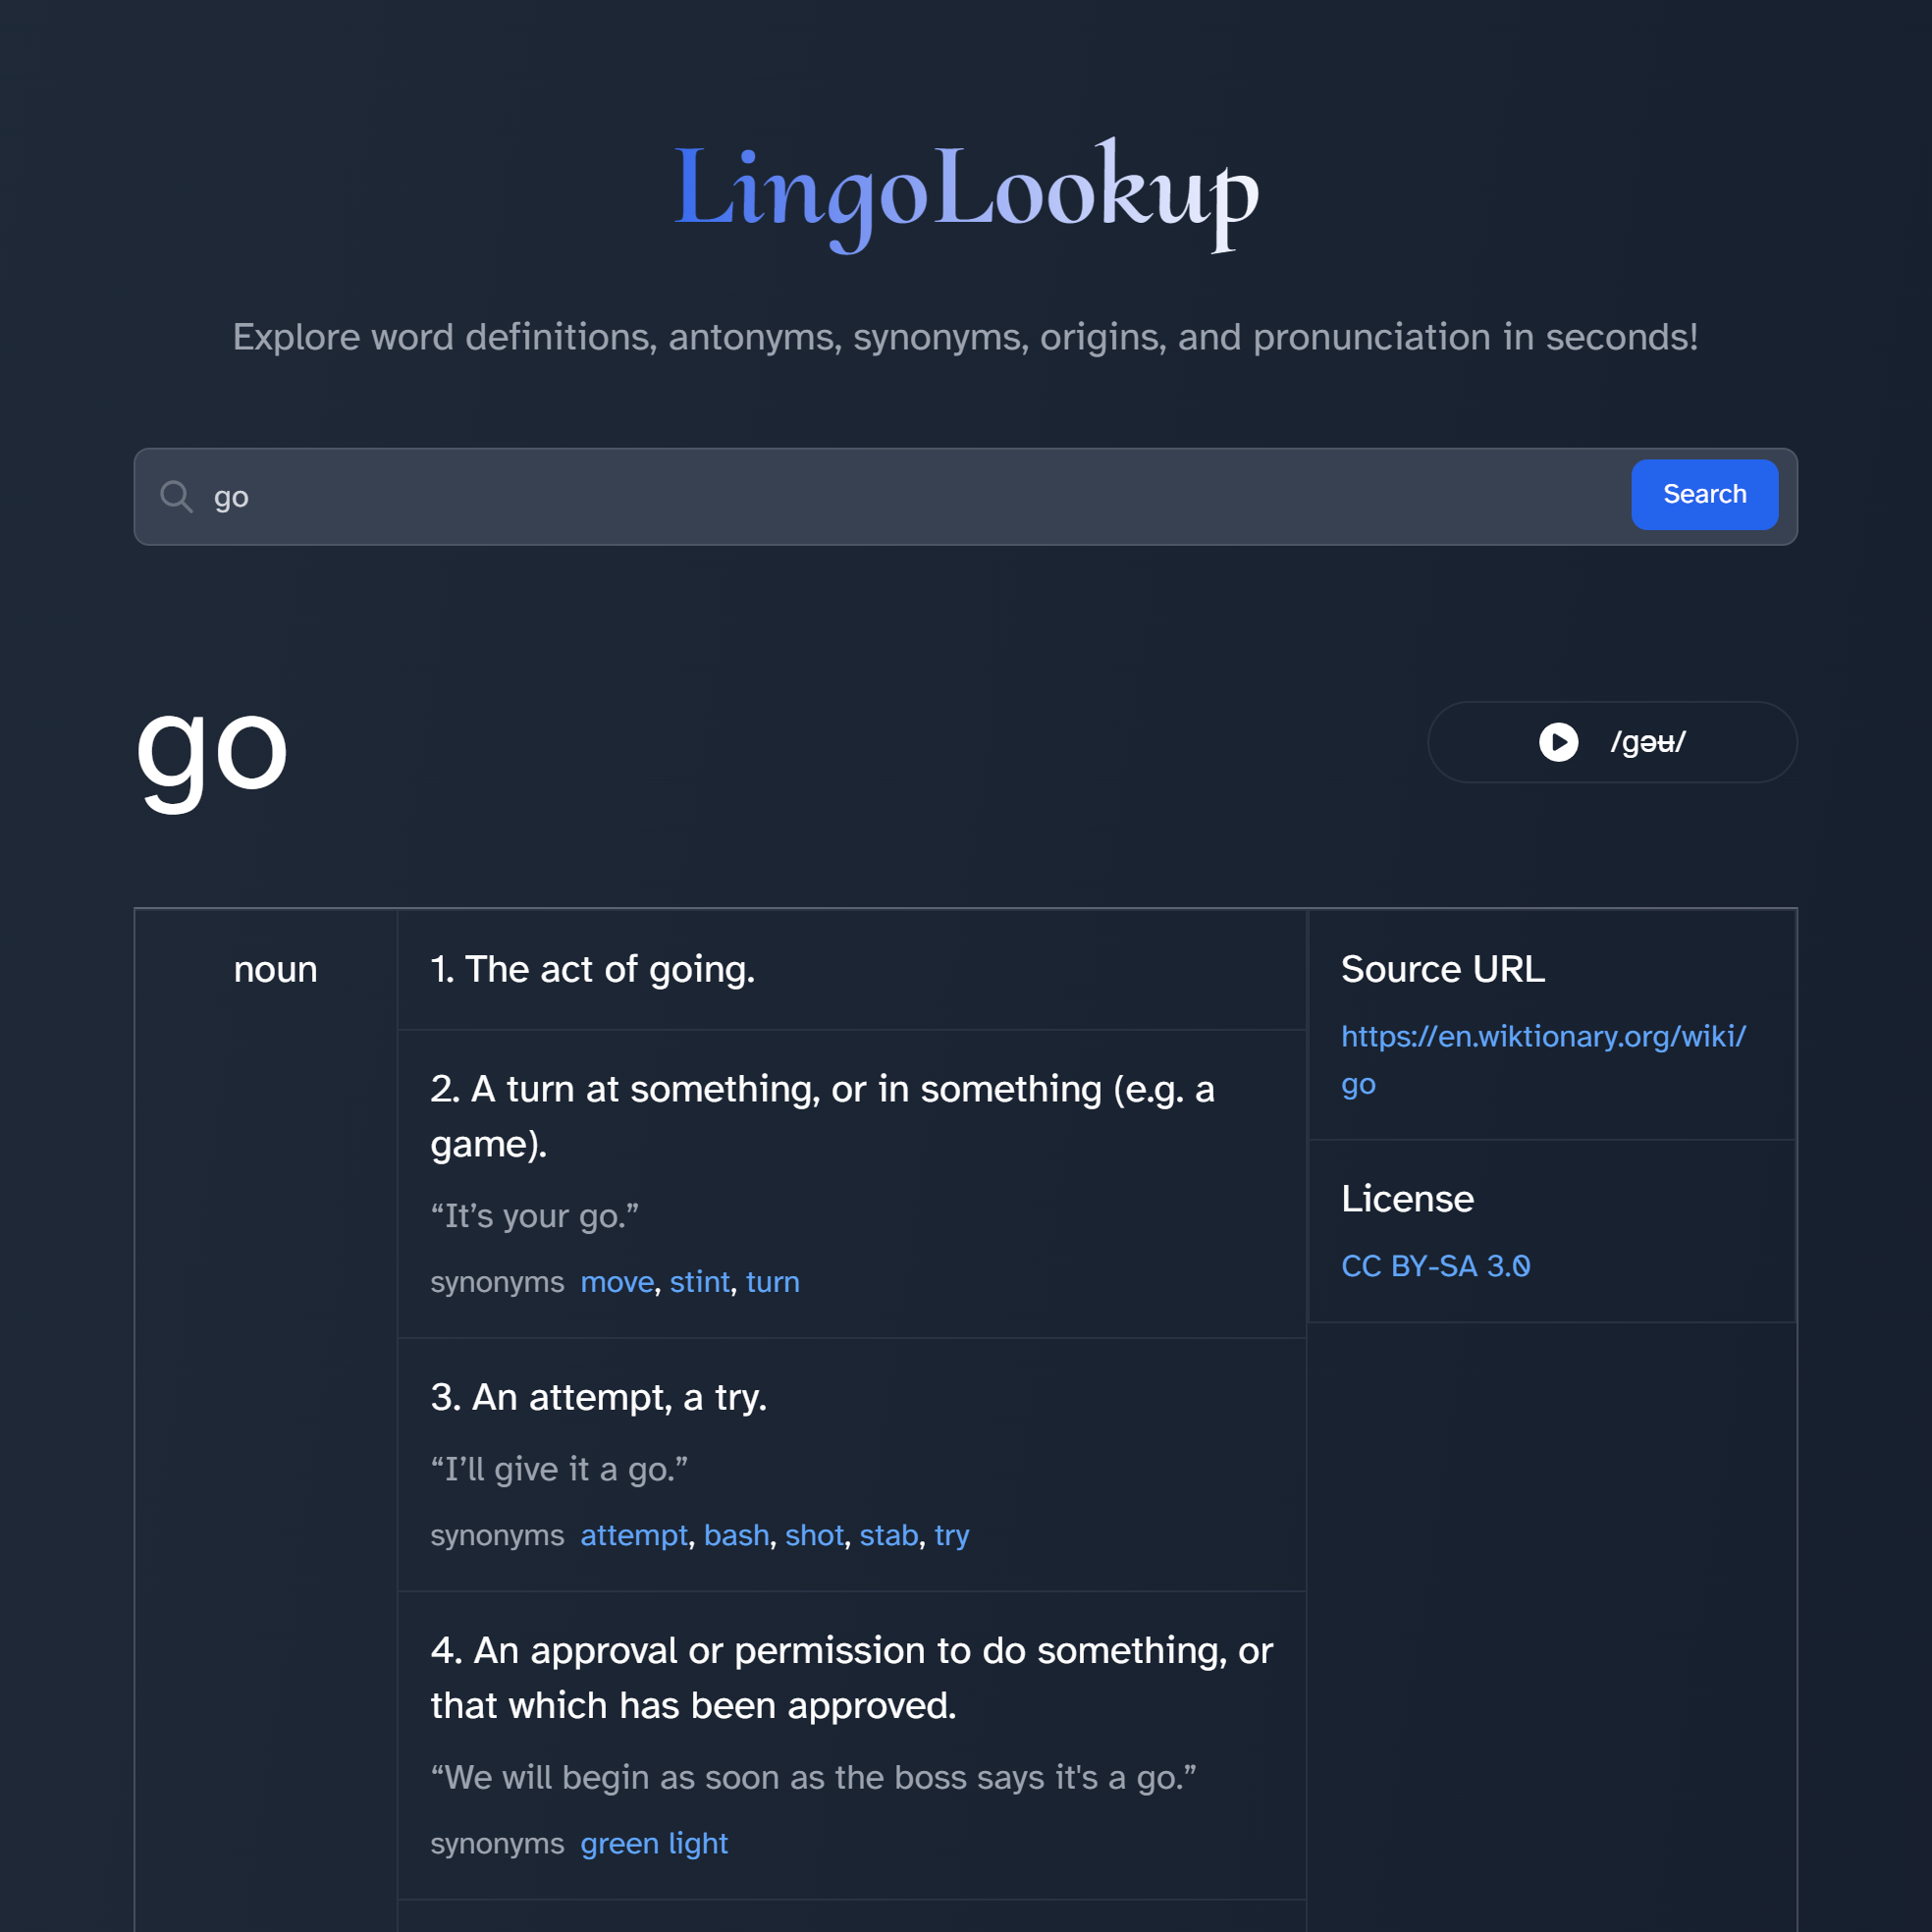 LingoLookup
Explore word definitions, antonyms, synonyms, origins, and pronunciation in seconds!
go
Search
go
/ɡəʉ/
noun
1. The act of going.
2. A turn at something, or in something (e.g. a
game).
“It’s your go.”
synonyms move, stint, turn
3. An attempt, a try.
“I’ll give it a go.”
synonyms attempt, bash, shot, stab, try
4. An approval or permission to do something, or
that which has been approved.
“We will begin as soon as the boss says it's a go.”
synonyms green light
Source URL
https://en.wiktionary.org/wiki/
go
License
CC BY-SA 3.0